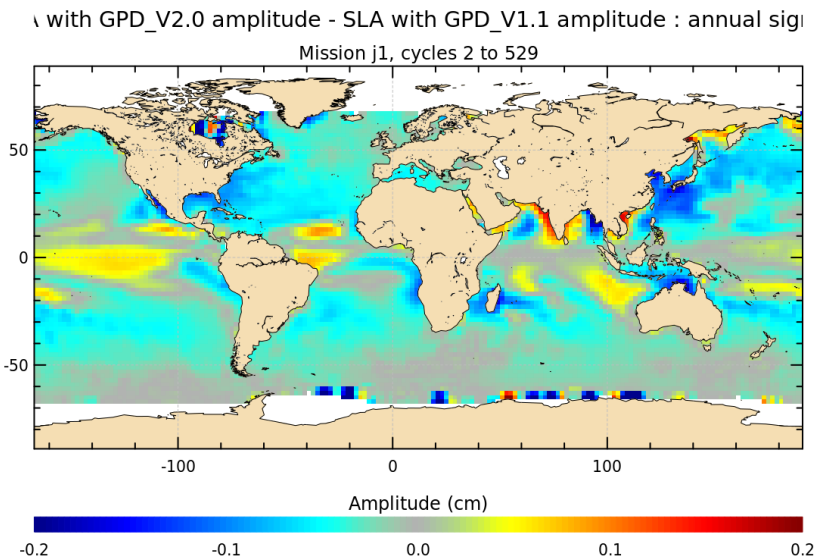 with GPD_V2.0 amplitude - SLA with GPD_V1.1 amplitude : annual
Mission j1, cycles 2 to 529
50
0
-50
-100 0 100
Amplitude (cm)
-0.2 -0.1 0.0 0.1 0.2